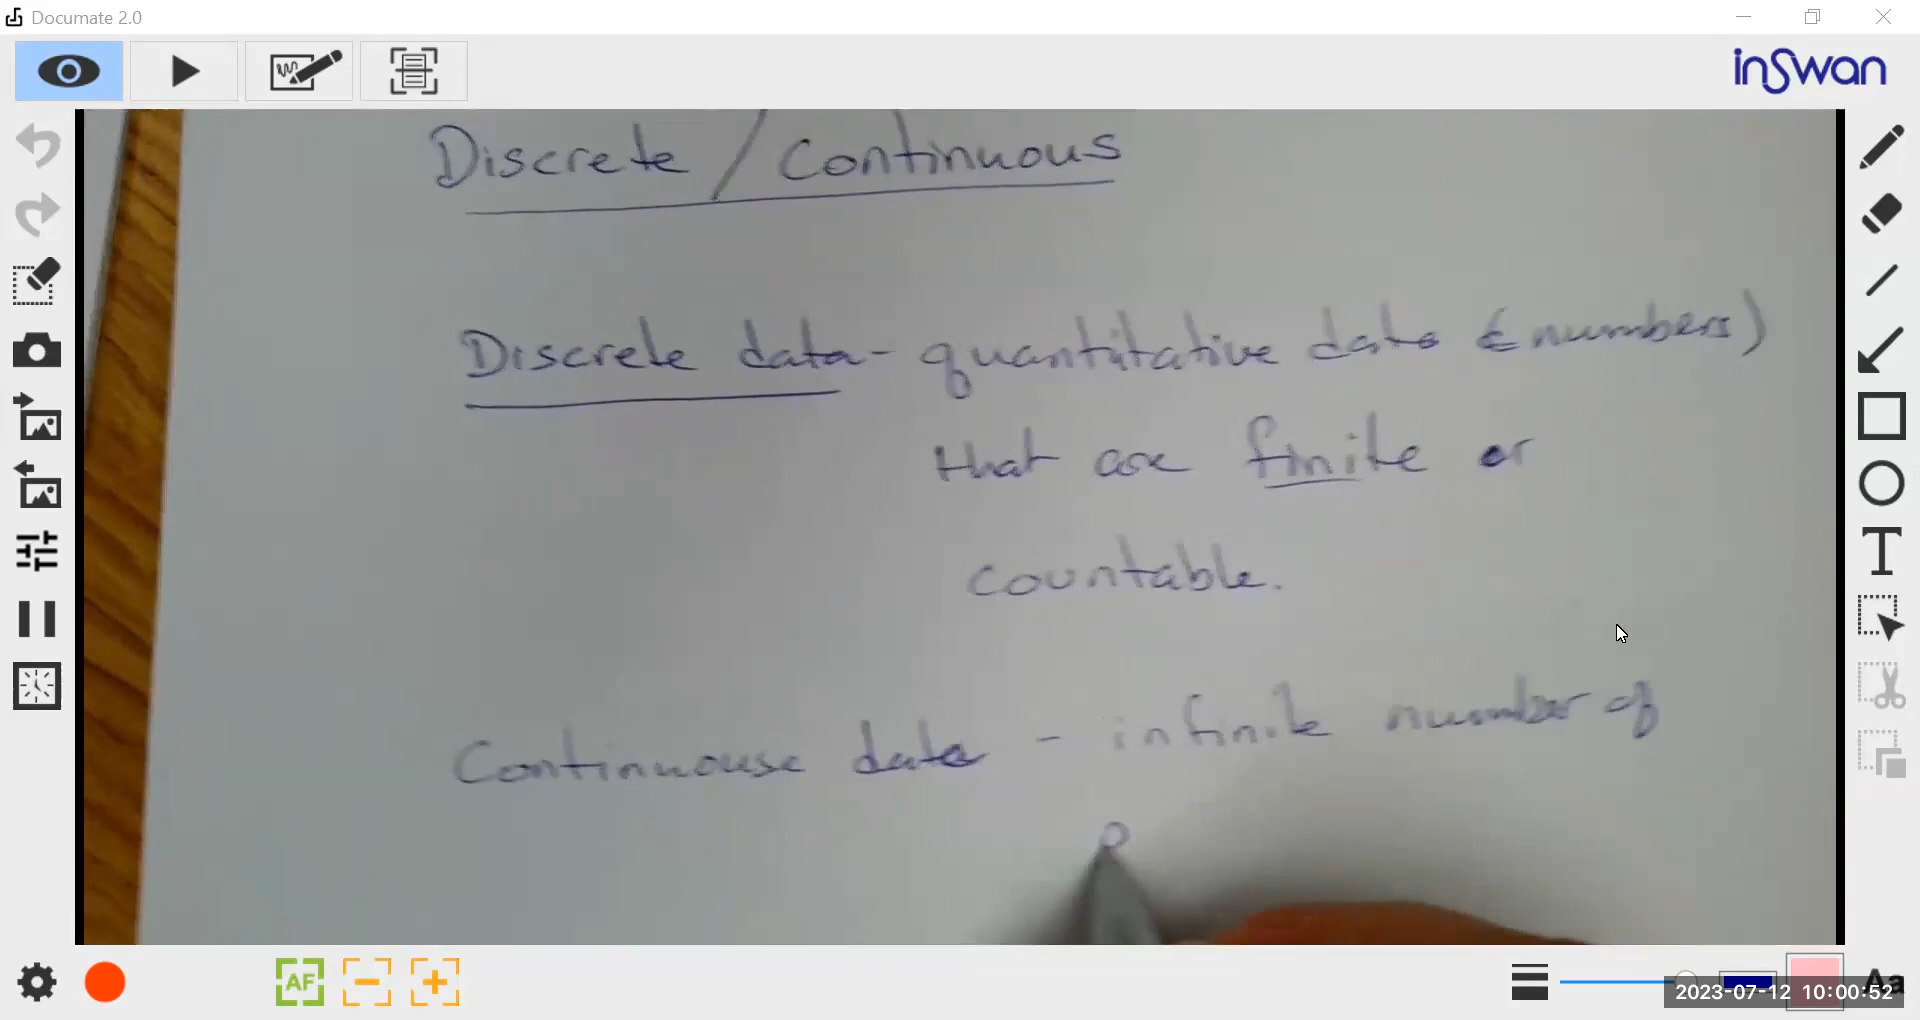 Documate 2.0
inSwan
Discrete / Continuous
Discrete data - quantitative data (numbers)
that are finite or
countable.
Continuouse data - infinite number of
P
AF
Aa
2023-07-12 10:00:52